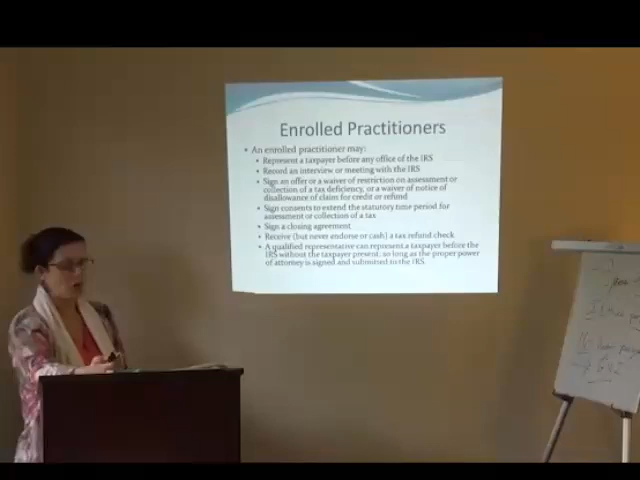 Enrolled Practitioners
• An enrolled practitioner may:
• Represent a taxpayer before any office of the IRS
• Record an interview or meeting with the IRS
• Sign an offer or a waiver of restriction on assessment or
collection of a tax deficiency, or a waiver of notice of
disallowance of claim for credit or refund
• Sign consents to extend the statutory time period for
assessment or collection of a tax
• Sign a closing agreement
• Receive (but never endorse or cash) a tax refund check
• A qualified representative can represent a taxpayer before the
IRS without the taxpayer present, so long as the proper power
of attorney is signed and submitted to the IRS